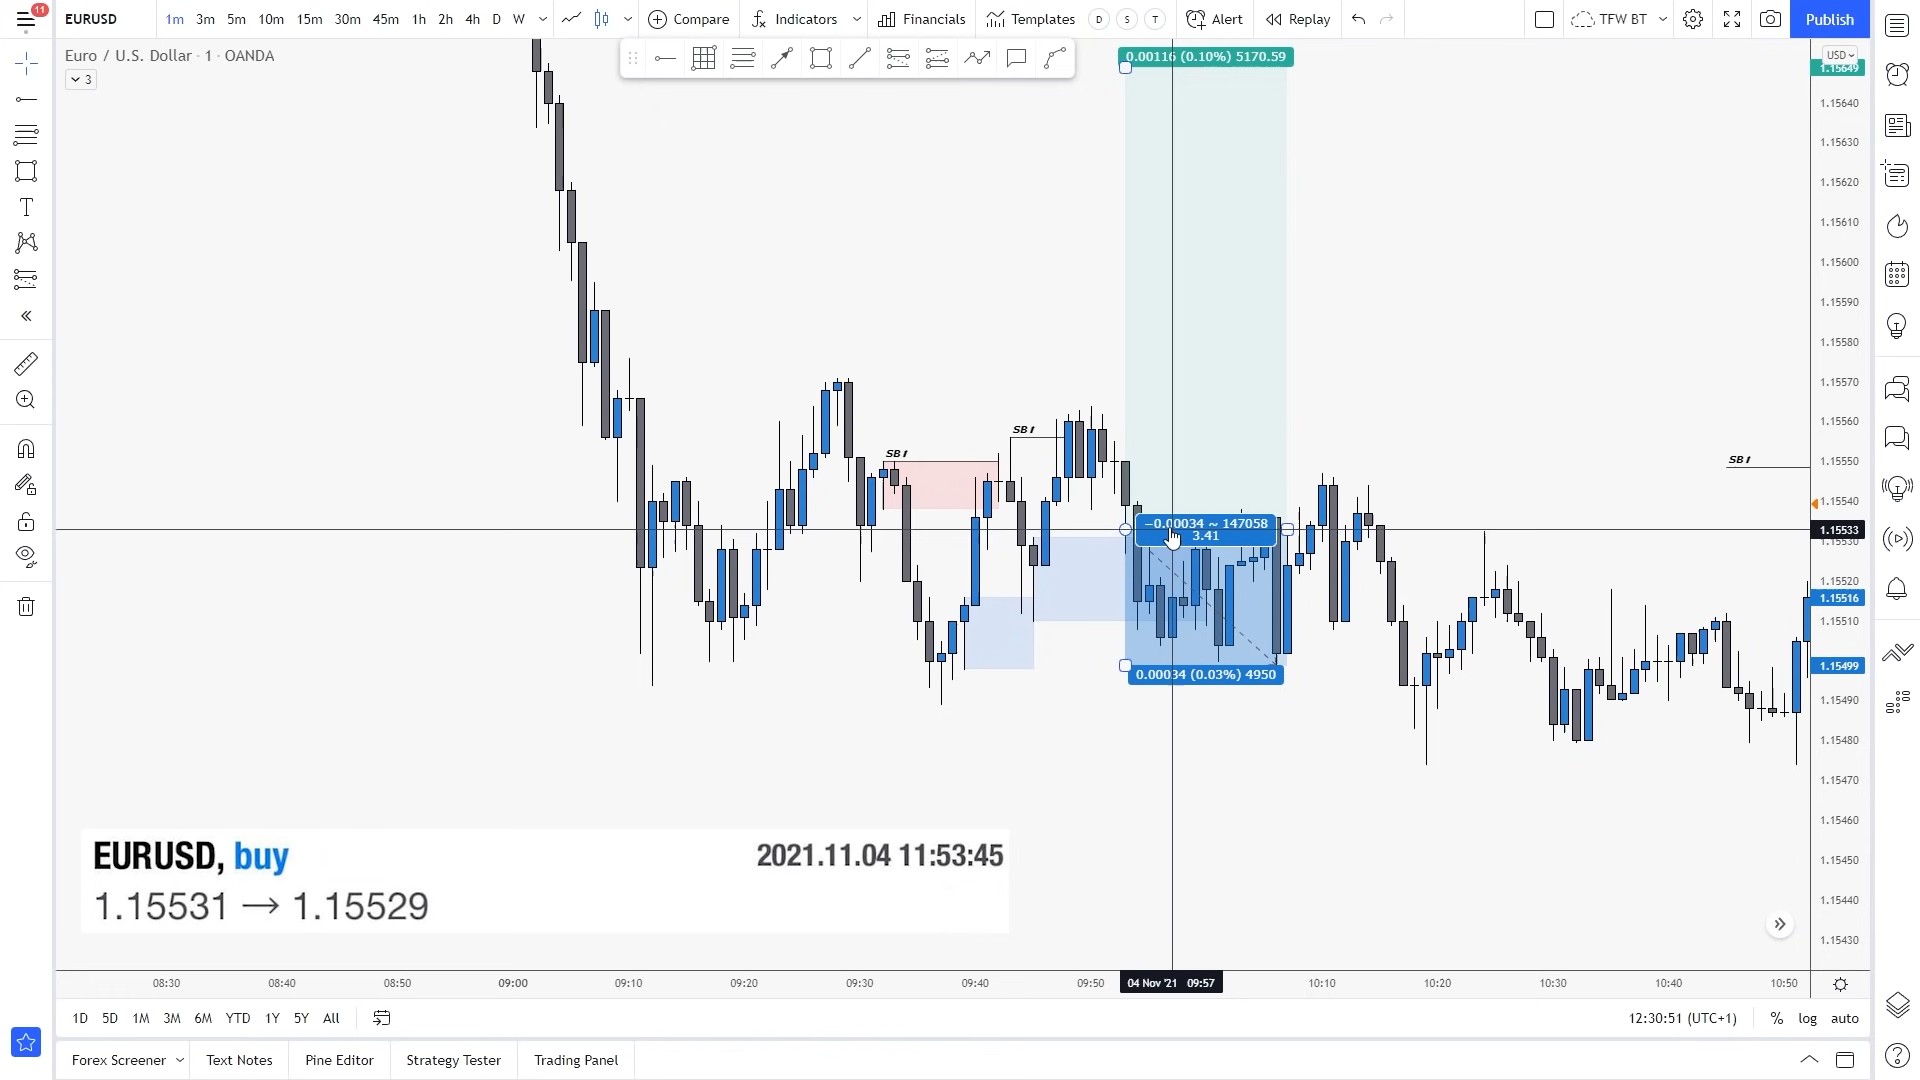 11
EURUSD
1m 3m 5m 10m 15m 30m 45m 1h 2h 4h D W
Compare
Indicators
Financials
Templates
D S T
Alert
Replay
TFW BT
Publish
Euro / U.S. Dollar · 1 · OANDA
3
0.00116 (0.10%) 5170.59
USD
1.15649
1.15640
1.15630
1.15620
1.15610
1.15600
1.15590
1.15580
1.15570
1.15560
1.15550
1.15540
1.15533
1.15530
1.15520
1.15516
1.15510
1.15499
1.15490
1.15480
1.15470
1.15460
1.15450
1.15440
1.15430
SB
SB
SB
−0.00034 ~ 147058
3.41
0.00034 (0.03%) 4950
EURUSD, buy
2021.11.04 11:53:45
1.15531 → 1.15529
08:30 08:40 08:50 09:00 09:10 09:20 09:30 09:40 09:50 04 Nov '21 09:57 10:10 10:20 10:30 10:40 10:50
1D 5D 1M 3M 6M YTD 1Y 5Y All
12:30:51 (UTC+1)
% log auto
Forex Screener
Text Notes
Pine Editor
Strategy Tester
Trading Panel